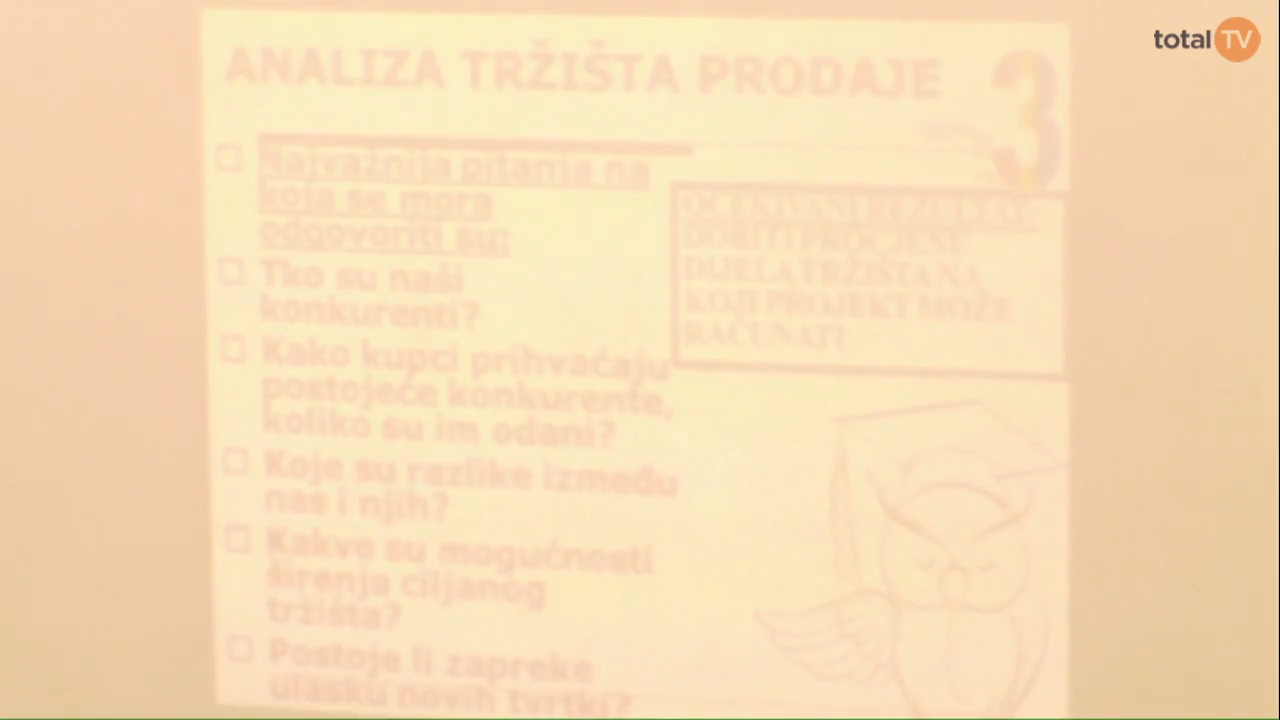 total TV
ANALIZA TRŽIŠTA PRODAJE
3
Najvažnija pitanja na
koja se mora
odgovoriti su:
Tko su naši
konkurenti?
Kako kupci prihvaćaju
postojeće konkurente,
koliko su im odani?
Koje su razlike između
nas i njih?
Kakve su mogućnosti
širenja ciljanog
tržišta?
Postoje li zapreke
ulasku novih tvrtki?
OČEKIVANI REZULTAT
DOBITI PROCJENU
DIJELA TRŽIŠTA NA
KOJI PROJEKT MOŽE
RAČUNATI